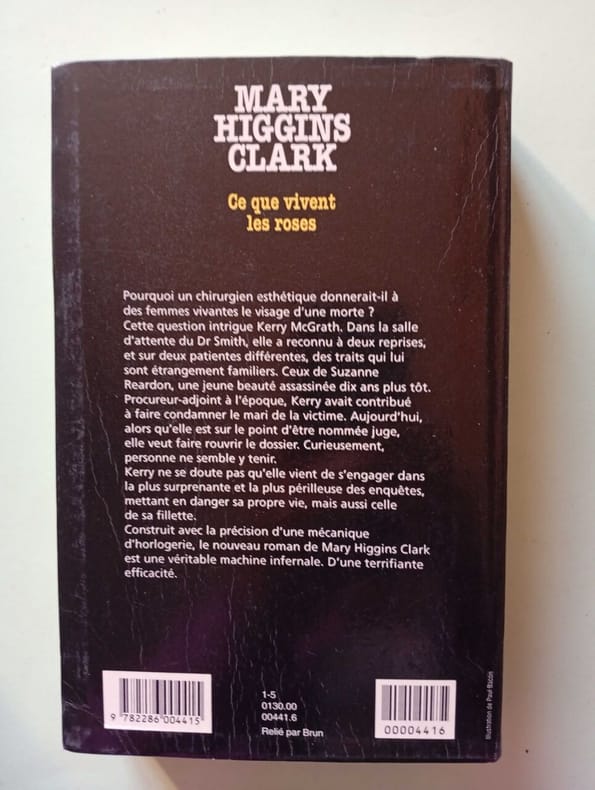 MARY
HIGGINS
CLARK
Ce que vivent
les roses
Pourquoi un chirurgien esthétique donnerait-il à
des femmes vivantes le visage d'une morte ?
Cette question intrigue Kerry McGrath. Dans la salle
d'attente du Dr Smith, elle a reconnu à deux reprises,
et sur deux patientes différentes, des traits qui lui
sont étrangement familiers. Ceux de Suzanne
Reardon, une jeune beauté assassinée dix ans plus tôt.
Procureur-adjoint à l'époque, Kerry avait contribué
à faire condamner le mari de la victime. Aujourd'hui,
alors qu'elle est sur le point d'être nommée juge,
elle veut faire rouvrir le dossier. Curieusement,
personne ne semble y tenir.
Kerry ne se doute pas qu'elle vient de s'engager dans
la plus surprenante et la plus périlleuse des enquêtes,
mettant en danger sa propre vie, mais aussi celle
de sa fillette.
Construit avec la précision d'une mécanique
d'horlogerie, le nouveau roman de Mary Higgins Clark
est une véritable machine infernale. D'une terrifiante
efficacité.
9 782286 004415
1-5
0130.00
00441.6
Relié par Brun
00004416
Illustration de Paul Bacon